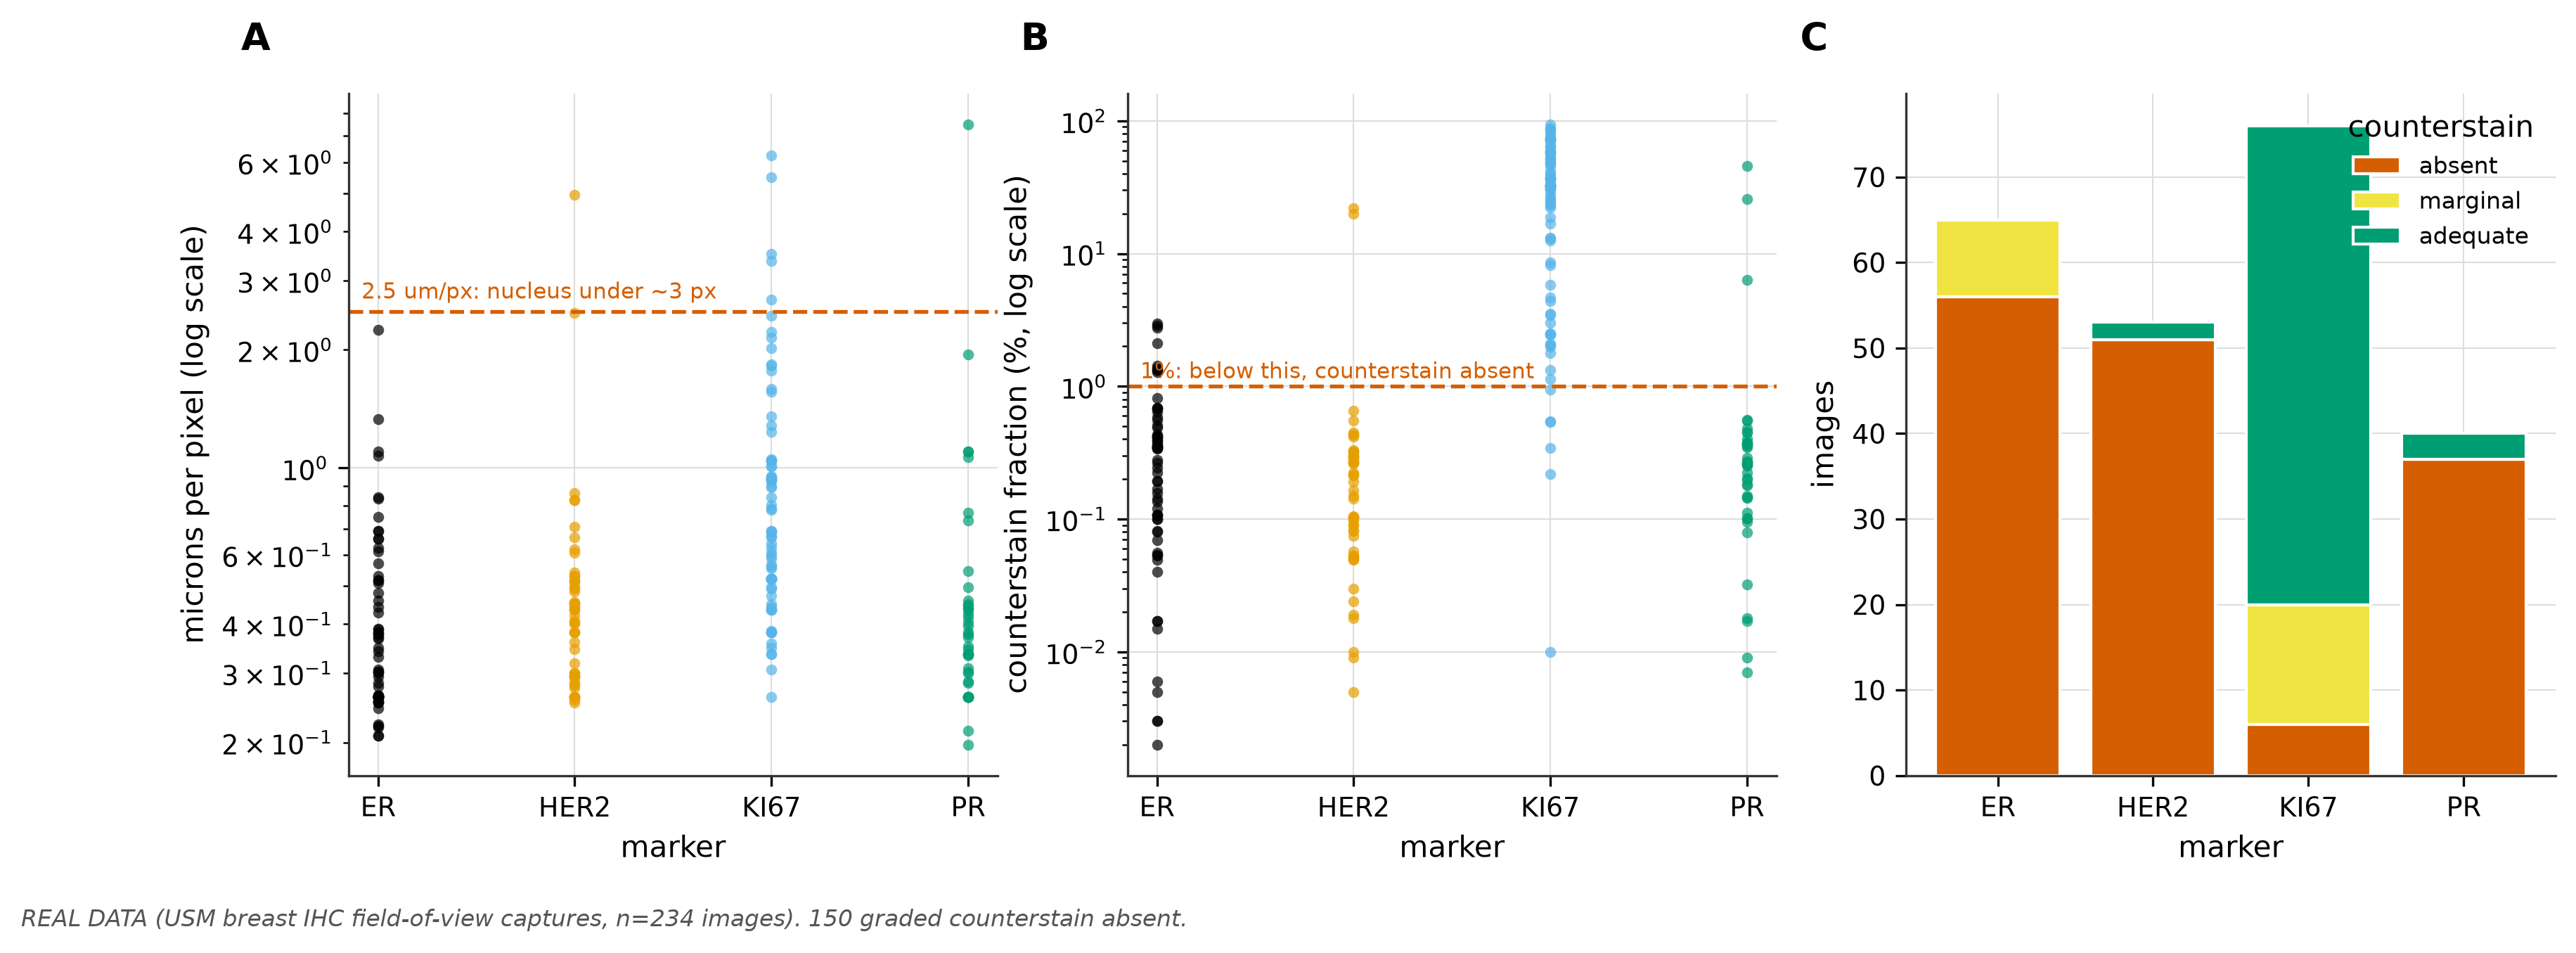 A
B
C
microns per pixel (log scale)
6 × 10⁰
4 × 10⁰
3 × 10⁰
2 × 10⁰
10⁰
6 × 10⁻¹
4 × 10⁻¹
3 × 10⁻¹
2 × 10⁻¹
2.5 um/px: nucleus under ~3 px
ER
HER2
KI67
PR
marker
counterstain fraction (%, log scale)
10²
10¹
10⁰
10⁻¹
10⁻²
1%: below this, counterstain absent
ER
HER2
KI67
PR
marker
images
70
60
50
40
30
20
10
0
counterstain
absent
marginal
adequate
ER
HER2
KI67
PR
marker
REAL DATA (USM breast IHC field-of-view captures, n=234 images). 150 graded counterstain absent.